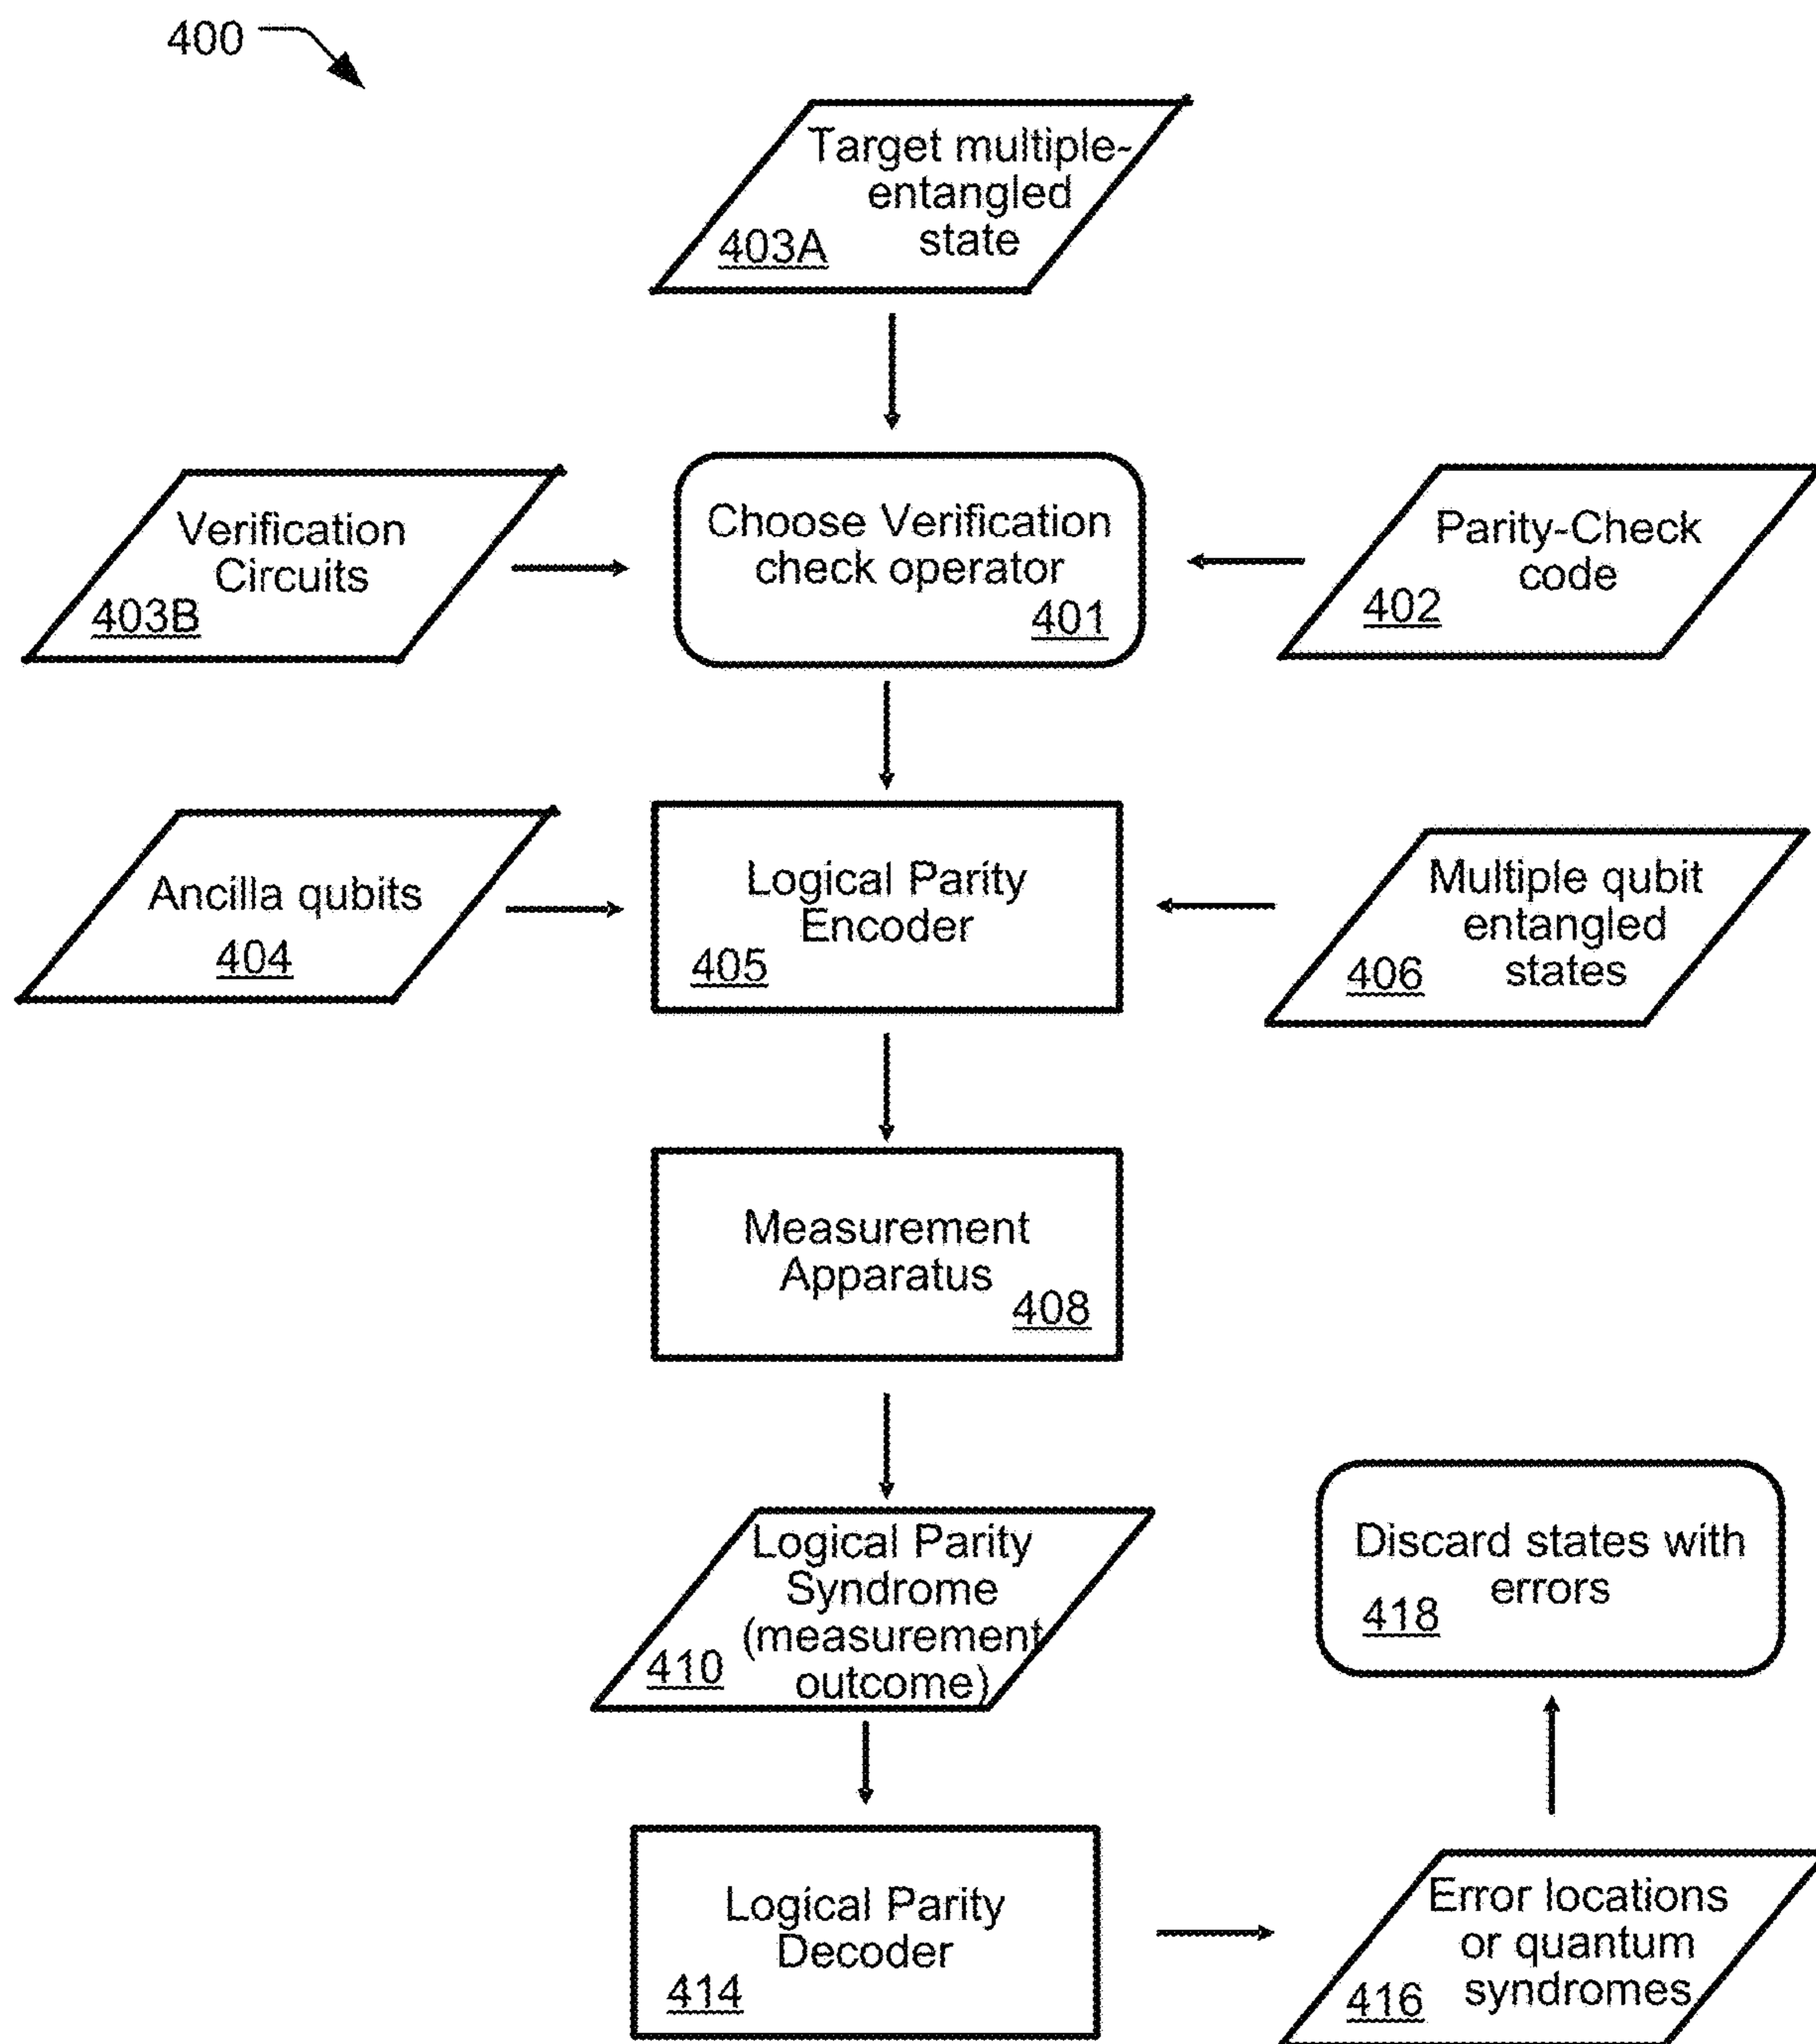 400
Target multiple-
entangled
state
403A
Verification
Circuits
403B
Choose Verification
check operator
401
Parity-Check
code
402
Ancilla qubits
404
Logical Parity
Encoder
405
Multiple qubit
entangled
states
406
Measurement
Apparatus
408
Logical Parity
Syndrome
(measurement
outcome)
410
Discard states with
errors
418
Logical Parity
Decoder
414
Error locations
or quantum
syndromes
416